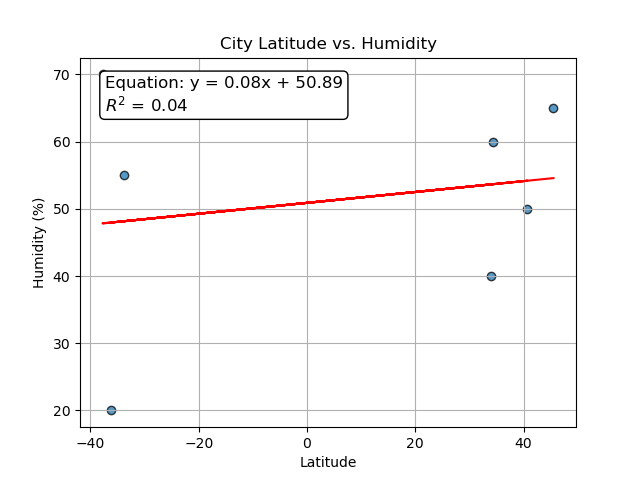 City Latitude vs. Humidity
Equation: y = 0.08x + 50.89
R² = 0.04
70
60
50
40
30
20
Humidity (%)
−40
−20
0
20
40
Latitude